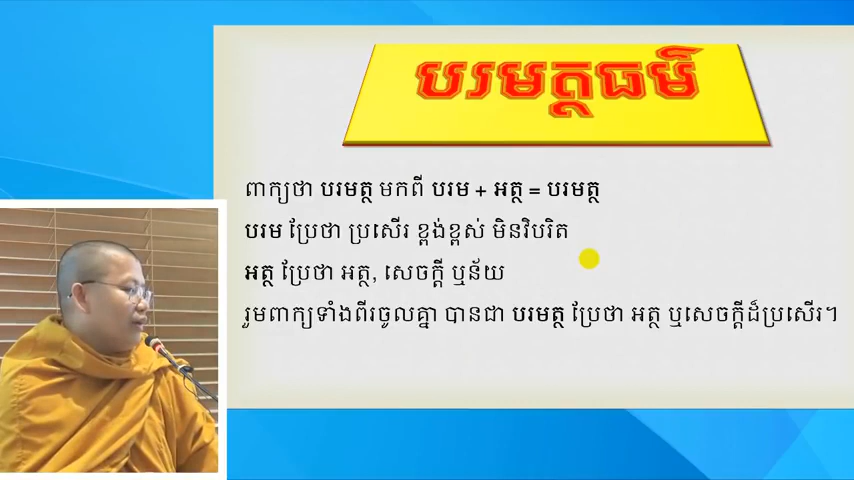 បរមត្ថធម៌
ពាក្យថា បរមត្ថ មកពី បរម + អត្ថ = បរមត្ថ
បរម ប្រែថា ប្រសើរ ខ្ពង់ខ្ពស់ មិនវិបរិត
អត្ថ ប្រែថា អត្ថ, សេចក្ដី ឬន័យ
រួមពាក្យទាំងពីរចូលគ្នា បានជា បរមត្ថ ប្រែថា អត្ថ ឬសេចក្ដីដ៏ប្រសើរ។